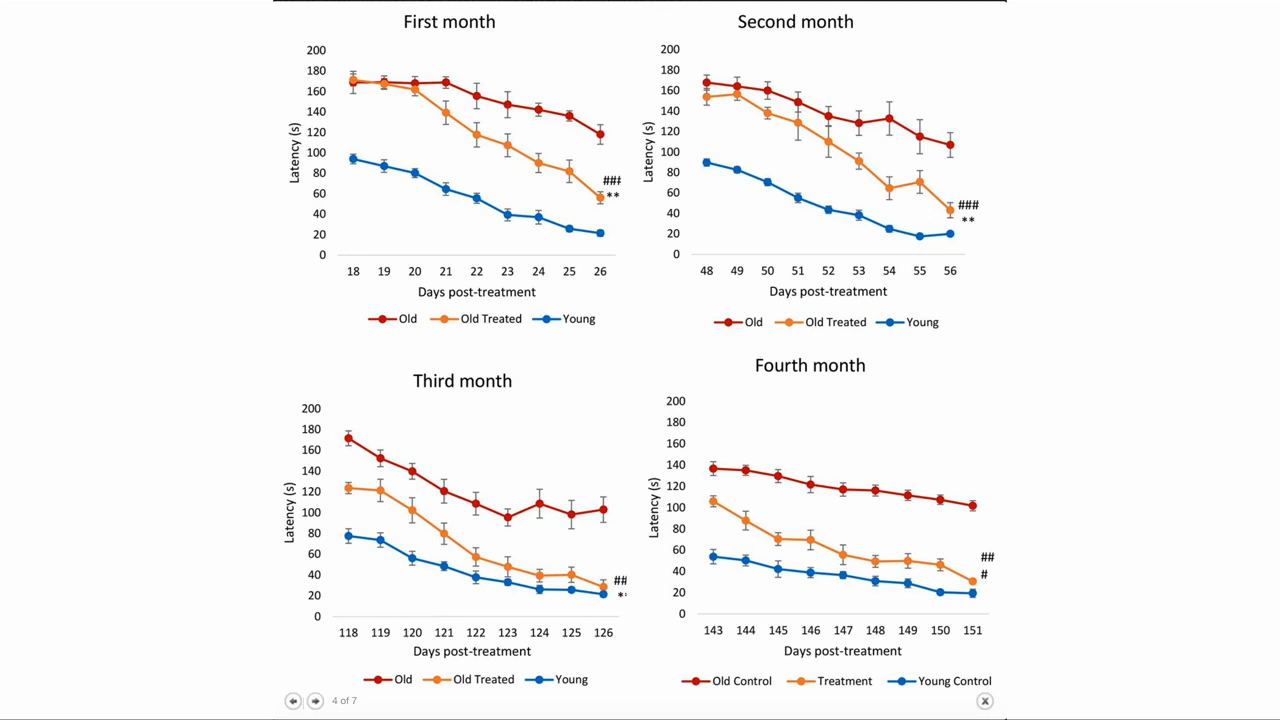 First month
200
180
160
140
120
100
80
60
40
20
0
Latency (s)
###
**
18 19 20 21 22 23 24 25 26
Days post-treatment
Old Old Treated Young
Second month
200
180
160
140
120
100
80
60
40
20
0
Latency (s)
###
**
48 49 50 51 52 53 54 55 56
Days post-treatment
Old Old Treated Young
Third month
200
180
160
140
120
100
80
60
40
20
0
Latency (s)
##
**
118 119 120 121 122 123 124 125 126
Days post-treatment
Old Old Treated Young
Fourth month
200
180
160
140
120
100
80
60
40
20
0
Latency (s)
##
#
143 144 145 146 147 148 149 150 151
Days post-treatment
Old Control Treatment Young Control
4 of 7